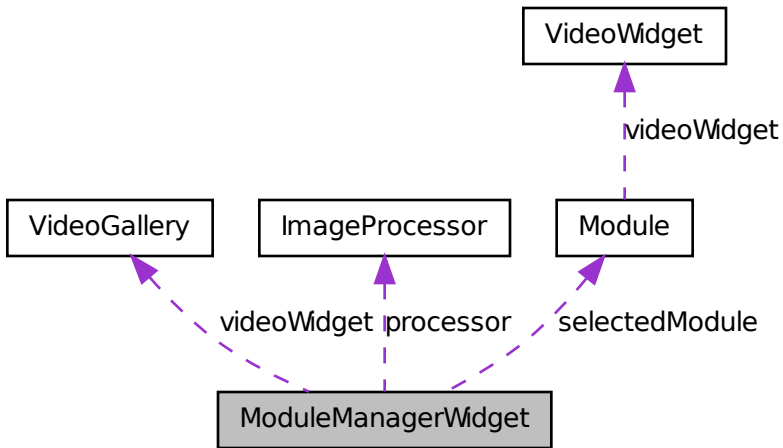 VideoWidget
videoWidget
VideoGallery
ImageProcessor
Module
videoWidget
processor
selectedModule
ModuleManagerWidget